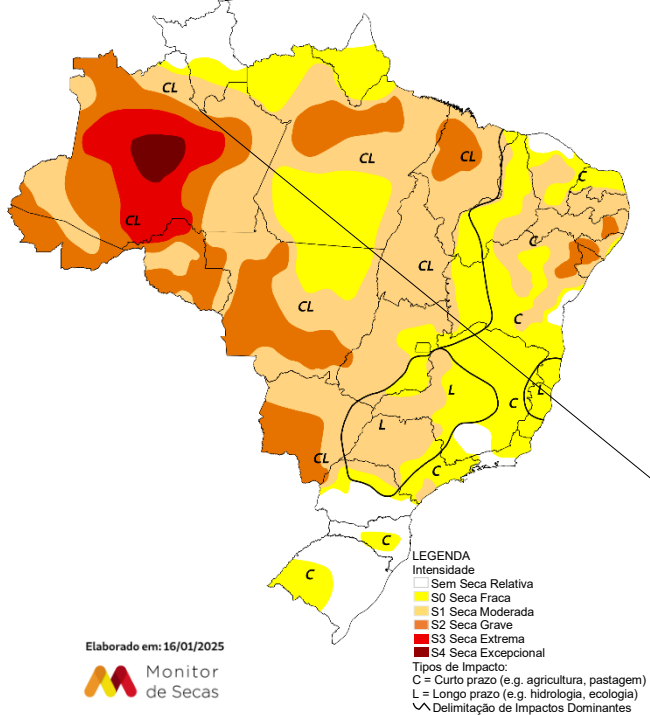 CL
CL
CL
C
CL
C
CL
CL
C
L
L
C
L
CL
C
C
C
LEGENDA
Intensidade
Sem Seca Relativa
S0 Seca Fraca
S1 Seca Moderada
S2 Seca Grave
S3 Seca Extrema
S4 Seca Excepcional
Tipos de Impacto:
C = Curto prazo (e.g. agricultura, pastagem)
L = Longo prazo (e.g. hidrologia, ecologia)
Delimitação de Impactos Dominantes
Elaborado em: 16/01/2025
Monitor
de Secas